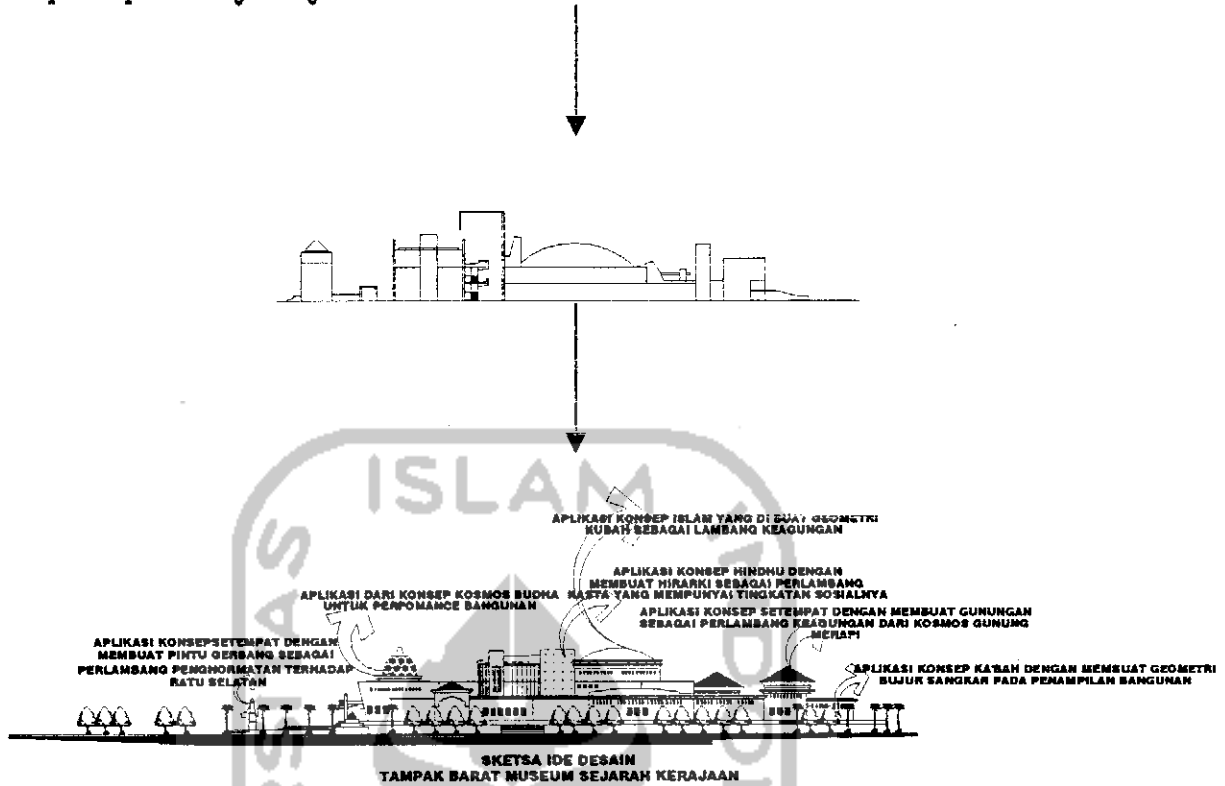 ISLAM
APLIKASI KONSEP ISLAM YANG DI BUAT GEOMETRI
KUBAH SEBAGAI LAMBANG KEAGUNGAN
APLIKASI KONSEP HINDHU DENGAN
MEMBUAT HIRARKI SEBAGAI PERLAMBANG
KASTA YANG MEMPUNYAI TINGKATAN SOSIALNYA
APLIKASI DARI KONSEP KOSMOS BUDHA
UNTUK PERFOMANCE BANGUNAN
APLIKASI KONSEP SETEMPAT DENGAN MEMBUAT GUNUNGAN
SEBAGAI PERLAMBANG KEAGUNGAN DARI KOSMOS GUNUNG
MERAPI
APLIKASI KONSEPSETEMPAT DENGAN
MEMBUAT PINTU GERBANG SEBAGAI
PERLAMBANG PENGHORMATAN TERHADAP
RATU SELATAN
APLIKASI KONSEP KA'BAH DENGAN MEMBUAT GEOMETRI
BUJUR SANGKAR PADA PENAMPILAN BANGUNAN
SKETSA IDE DESAIN
TAMPAK BARAT MUSEUM SEJARAH KERAJAAN